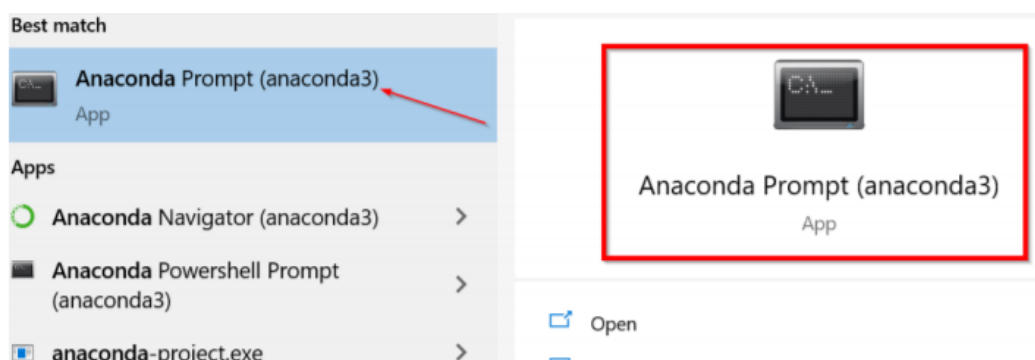 Best match
Anaconda Prompt (anaconda3)
App
Apps
Anaconda Navigator (anaconda3)
Anaconda Powershell Prompt
(anaconda3)
anaconda-project.exe
C:\_
Anaconda Prompt (anaconda3)
App
Open